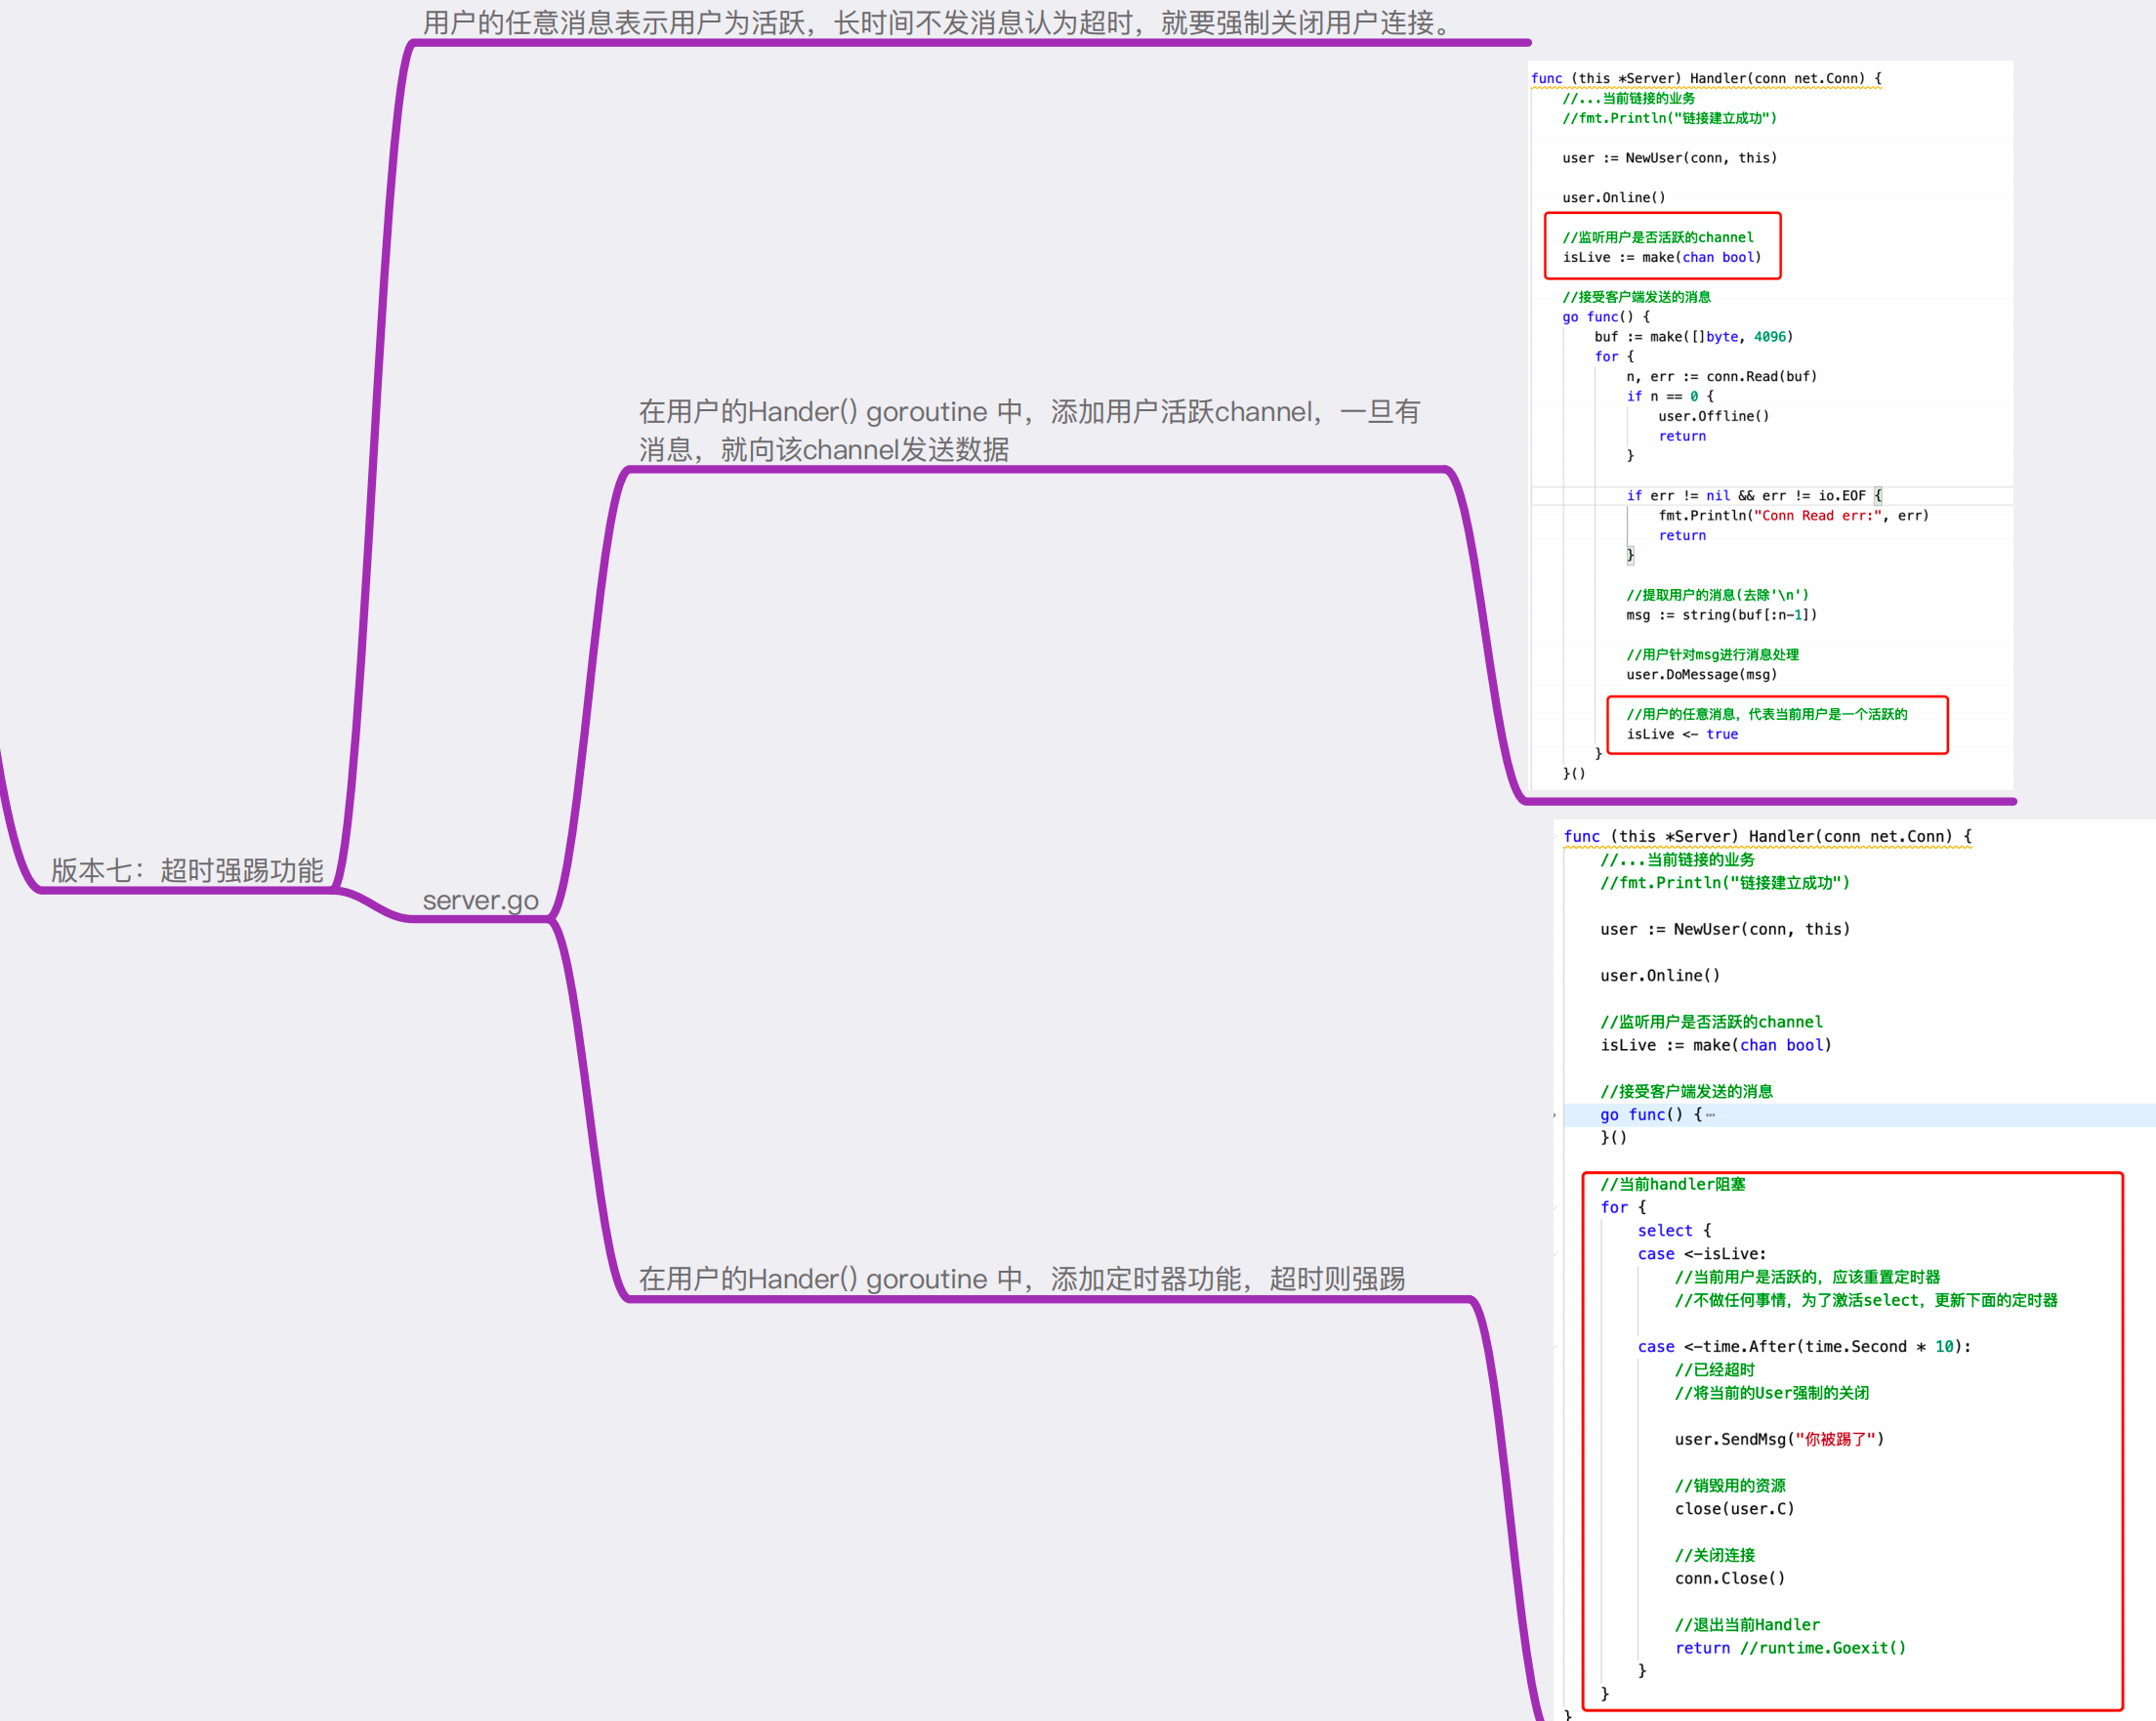 用户的任意消息表示用户为活跃，长时间不发消息认为超时，就要强制关闭用户连接。
func (this *Server) Handler(conn net.Conn) {
//...当前链接的业务
//fmt.Println("链接建立成功")
user := NewUser(conn, this)
user.Online()
//监听用户是否活跃的channel
isLive := make(chan bool)
//接受客户端发送的消息
go func() {
buf := make([]byte, 4096)
for {
n, err := conn.Read(buf)
if n == 0 {
user.Offline()
return
}
if err != nil && err != io.EOF {
fmt.Println("Conn Read err:", err)
return
}
//提取用户的消息(去除'\n')
msg := string(buf[:n-1])
//用户针对msg进行消息处理
user.DoMessage(msg)
//用户的任意消息，代表当前用户是一个活跃的
isLive <- true
}
}()
在用户的Hander() goroutine 中，添加用户活跃channel，一旦有
消息，就向该channel发送数据
版本七：超时强踢功能
server.go
在用户的Hander() goroutine 中，添加定时器功能，超时则强踢
func (this *Server) Handler(conn net.Conn) {
//...当前链接的业务
//fmt.Println("链接建立成功")
user := NewUser(conn, this)
user.Online()
//监听用户是否活跃的channel
isLive := make(chan bool)
//接受客户端发送的消息
go func() {…
}()
//当前handler阻塞
for {
select {
case <-isLive:
//当前用户是活跃的，应该重置定时器
//不做任何事情，为了激活select，更新下面的定时器
case <-time.After(time.Second * 10):
//已经超时
//将当前的User强制的关闭
user.SendMsg("你被踢了")
//销毁用的资源
close(user.C)
//关闭连接
conn.Close()
//退出当前Handler
return //runtime.Goexit()
}
}
}